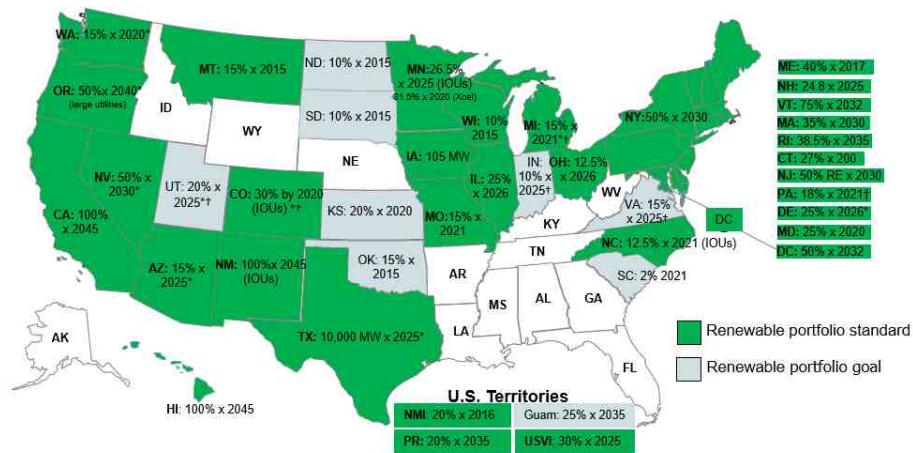 WA: 15% x 2020*
MT: 15% x 2015
ND: 10% x 2015
MN:26.5%
x 2025 (IOUs)
31.5% x 2020 (Xcel)
OR: 50%x 2040*
(large utilities)
ID
WY
SD: 10% x 2015
WI: 10%
2015
MI: 15% x
2021*†
NY:50% x 2030
NE
IA: 105 MW
NV: 50% x
2030*
UT: 20% x
2025*†
CO: 30% by 2020
(IOUs) *†
KS: 20% x 2020
MO:15% x
2021
IL: 25%
x 2026
IN:
10% x
2025†
OH: 12.5%
x 2026
WV
VA: 15%
x 2025†
KY
CA: 100%
x 2045
AZ: 15% x
2025*
NM: 100%x 2045
(IOUs)
OK: 15% x
2015
AR
TN
NC: 12.5% x 2021 (IOUs)
SC: 2% 2021
MS
AL
GA
LA
TX: 10,000 MW x 2025*
FL
AK
HI: 100% x 2045
DC
ME: 40% x 2017
NH: 24.8 x 2025
VT: 75% x 2032
MA: 35% x 2030
RI: 38.5% x 2035
CT: 27% x 200
NJ: 50% RE x 2030
PA: 18% x 2021†
DE: 25% x 2026*
MD: 25% x 2020
DC: 50% x 2032
Renewable portfolio standard
Renewable portfolio goal
U.S. Territories
NMI: 20% x 2016
Guam: 25% x 2035
PR: 20% x 2035
USVI: 30% x 2025